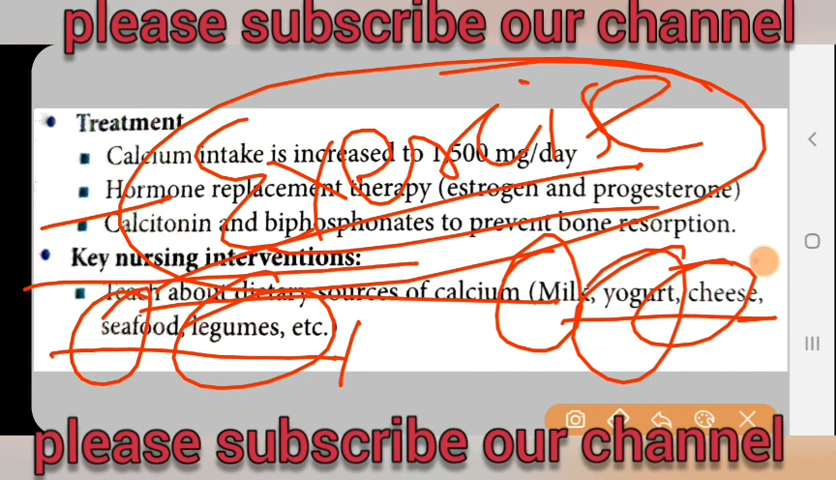 please subscribe our channel
Treatment
Calcium intake is increased to 1,500 mg/day
Hormone replacement therapy (estrogen and progesterone)
Calcitonin and biphosphonates to prevent bone resorption.
Key nursing interventions:
Teach about dietary sources of calcium (Milk, yogurt, cheese,
seafood, legumes, etc.)
Exercise
please subscribe our channel